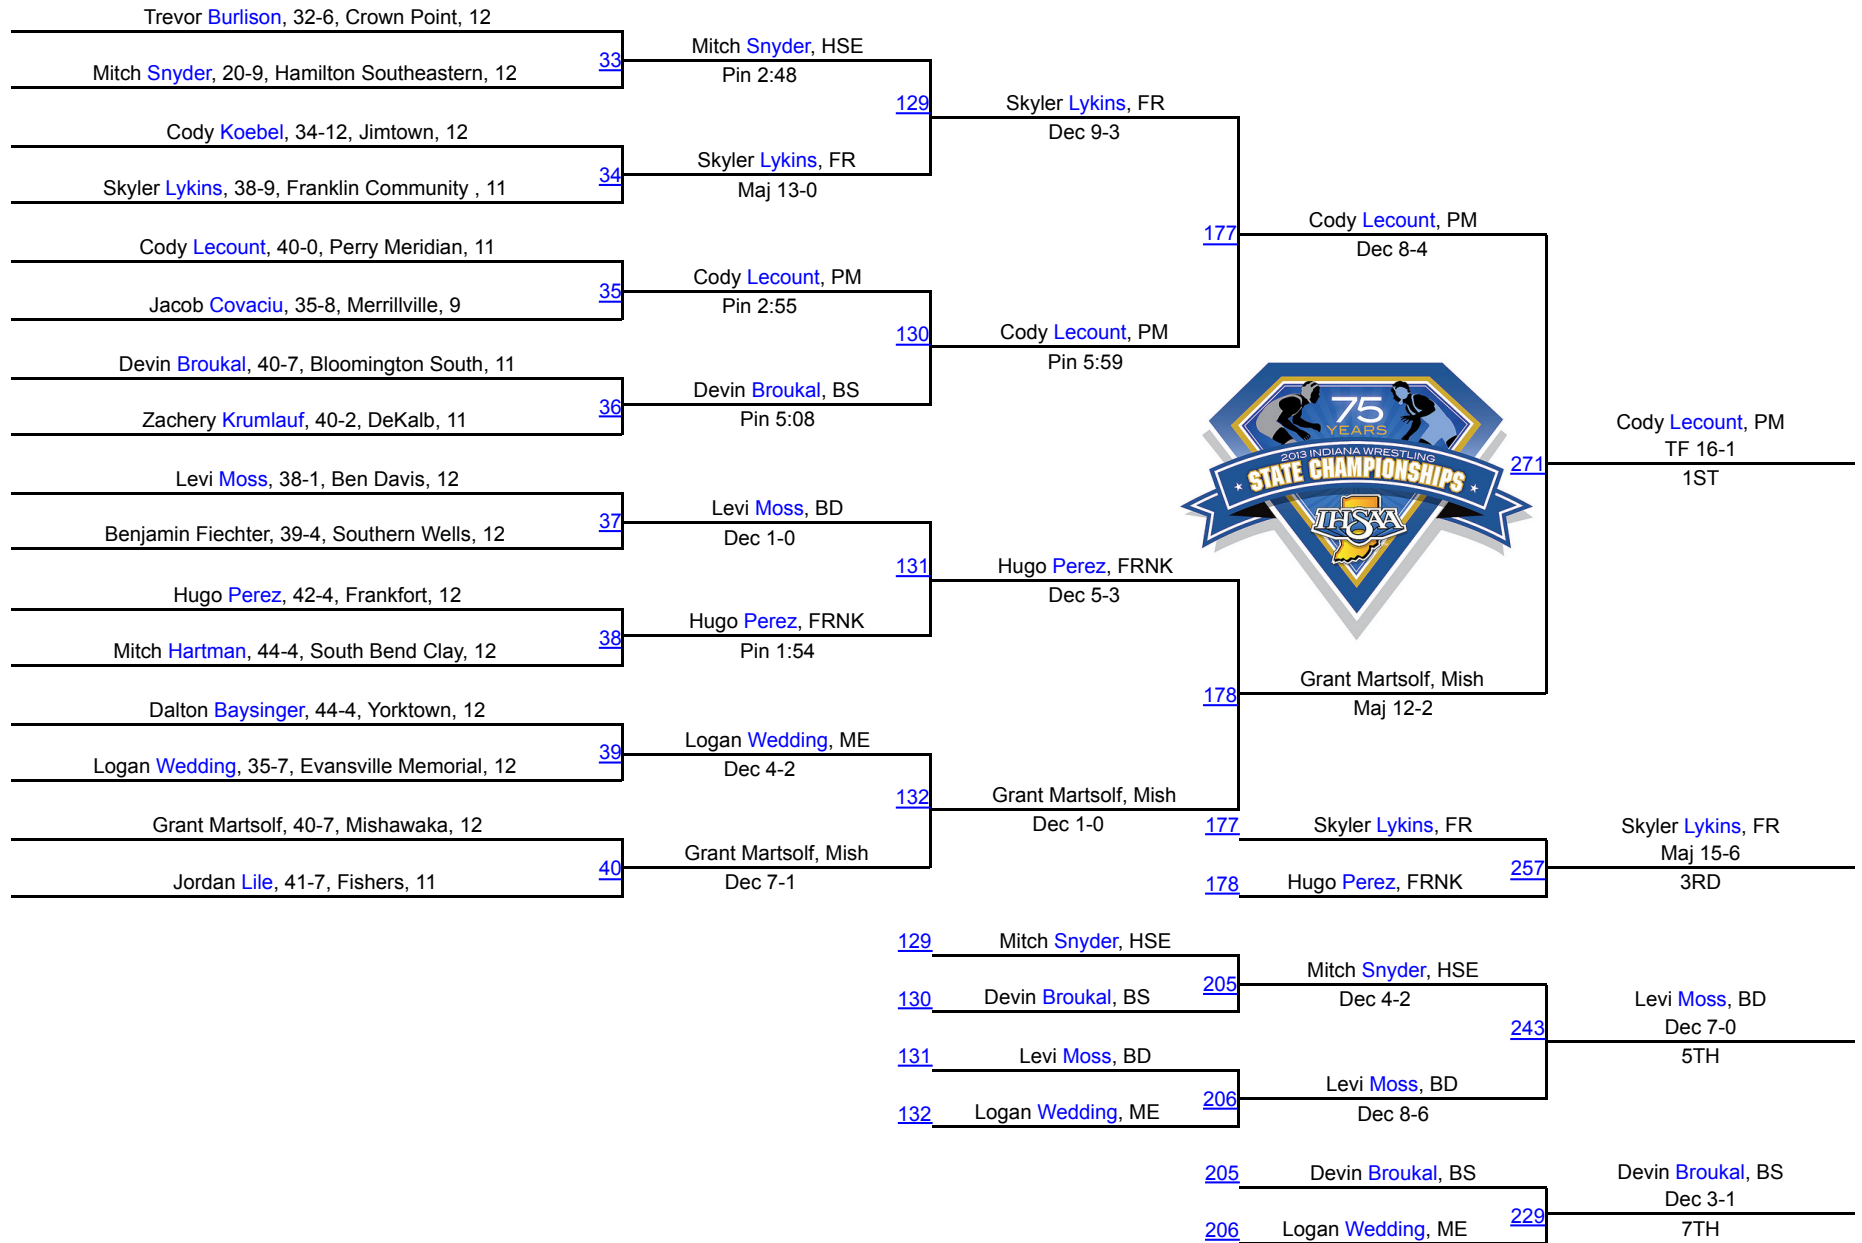 Trevor Burlison, 32-6, Crown Point, 12
33
Mitch Snyder, 20-9, Hamilton Southeastern, 12
Cody Koebel, 34-12, Jimtown, 12
34
Skyler Lykins, 38-9, Franklin Community , 11
Cody Lecount, 40-0, Perry Meridian, 11
35
Jacob Covaciu, 35-8, Merrillville, 9
Devin Broukal, 40-7, Bloomington South, 11
36
Zachery Krumlauf, 40-2, DeKalb, 11
Levi Moss, 38-1, Ben Davis, 12
37
Benjamin Fiechter, 39-4, Southern Wells, 12
Hugo Perez, 42-4, Frankfort, 12
38
Mitch Hartman, 44-4, South Bend Clay, 12
Dalton Baysinger, 44-4, Yorktown, 12
39
Logan Wedding, 35-7, Evansville Memorial, 12
Grant Martsolf, 40-7, Mishawaka, 12
40
Jordan Lile, 41-7, Fishers, 11
Mitch Snyder, HSE
Pin 2:48
129
Skyler Lykins, FR
Maj 13-0
Cody Lecount, PM
Pin 2:55
130
Devin Broukal, BS
Pin 5:08
Levi Moss, BD
Dec 1-0
131
Hugo Perez, FRNK
Pin 1:54
Logan Wedding, ME
Dec 4-2
132
Grant Martsolf, Mish
Dec 7-1
Skyler Lykins, FR
Dec 9-3
177
Cody Lecount, PM
Pin 5:59
Hugo Perez, FRNK
Dec 5-3
178
Grant Martsolf, Mish
Dec 1-0
Cody Lecount, PM
Dec 8-4
75
YEARS
2013 INDIANA WRESTLING
STATE CHAMPIONSHIPS
IHSAA
271
Grant Martsolf, Mish
Maj 12-2
Cody Lecount, PM
TF 16-1
1ST
177
Skyler Lykins, FR
257
178
Hugo Perez, FRNK
Skyler Lykins, FR
Maj 15-6
3RD
129
Mitch Snyder, HSE
205
130
Devin Broukal, BS
131
Levi Moss, BD
206
132
Logan Wedding, ME
Mitch Snyder, HSE
Dec 4-2
243
Levi Moss, BD
Dec 8-6
Levi Moss, BD
Dec 7-0
5TH
205
Devin Broukal, BS
229
206
Logan Wedding, ME
Devin Broukal, BS
Dec 3-1
7TH